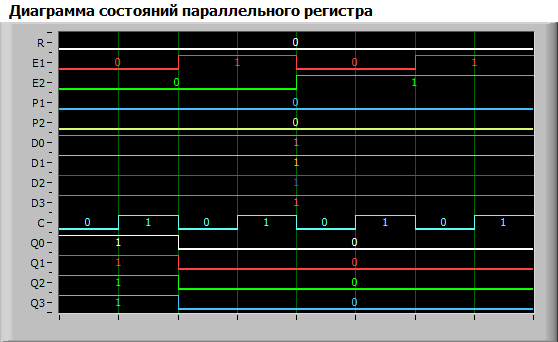 Диаграмма состояний параллельного регистра
R 0
E1 0 1 0 1
E2 0 1
P1 0
P2 0
D0 1
D1 1
D2 1
D3 1
C 0 1 0 1 0 1 0 1
Q0 1 0
Q1 1 0
Q2 1 0
Q3 1 0